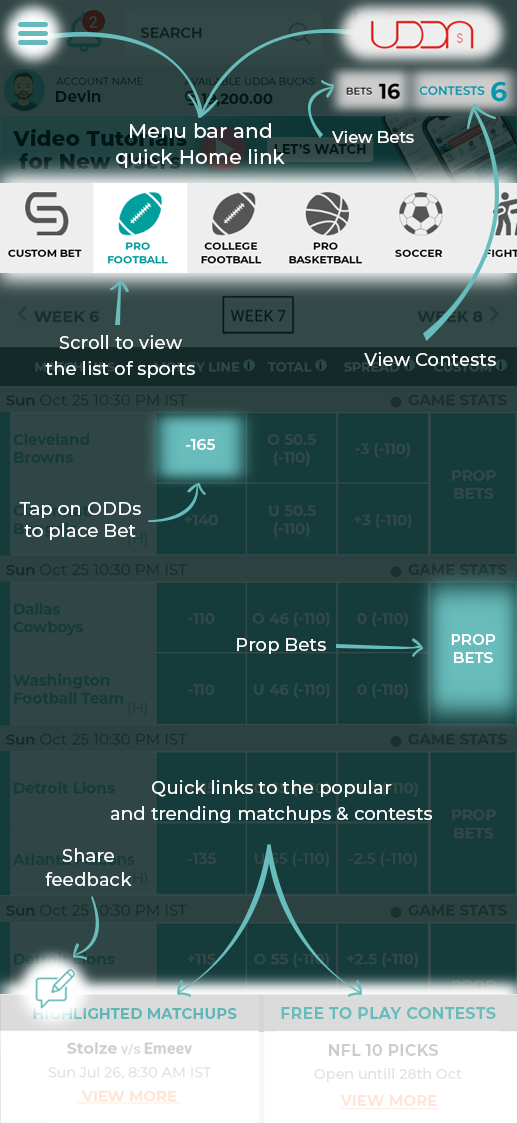 2
SEARCH
UDDA $
ACCOUNT NAME
Devin
AVAILABLE UDDA BUCKS
,200.00
BETS 16
CONTESTS 6
Video Tutorials
for New Users
LET'S WATCH
Menu bar and
quick Home link
View Bets
CUSTOM BET
PRO
FOOTBALL
COLLEGE
FOOTBALL
PRO
BASKETBALL
SOCCER
FIGHT
WEEK 6
WEEK 7
WEEK 8
Scroll to view
the list of sports
View Contests
MONEY LINE
TOTAL
SPREAD
CUSTOM
Sun Oct 25 10:30 PM IST
GAME STATS
Cleveland
Browns
-165
O 50.5
(-110)
-3 (-110)
PROP
BETS
Tap on ODDs
to place Bet
(H)
+140
U 50.5
(-110)
+3 (-110)
Sun Oct 25 10:30 PM IST
GAME STATS
Dallas
Cowboys
-110
O 46 (-110)
0 (-110)
Prop Bets
PROP
BETS
Washington
Football Team (H)
-110
U 46 (-110)
0 (-110)
Sun Oct 25 10:30 PM IST
GAME STATS
Detroit Lions
PROP
BETS
Quick links to the popular
and trending matchups & contests
-135
U 55 (-110)
-2.5 (-110)
Share
feedback
Sun Oct 25 10:30 PM IST
GAME STATS
Detroit Lions
+115
O 55 (-110)
+2.5 (-110)
PROP
HIGHLIGHTED MATCHUPS
Stolze v/s Emeev
Sun Jul 26, 8:30 AM IST
VIEW MORE
FREE TO PLAY CONTESTS
NFL 10 PICKS
Open untill 28th Oct
VIEW MORE